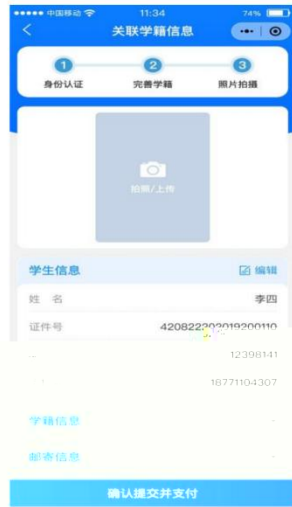 中国移动 11:34 74%
关联学籍信息
1 2 3
身份认证 完善学籍 照片拍摄
拍照/上传
学生信息 编辑
姓 名 李四
证件号 420822202019200110
12398141
18771104307
学籍信息
邮寄信息
确认提交并支付